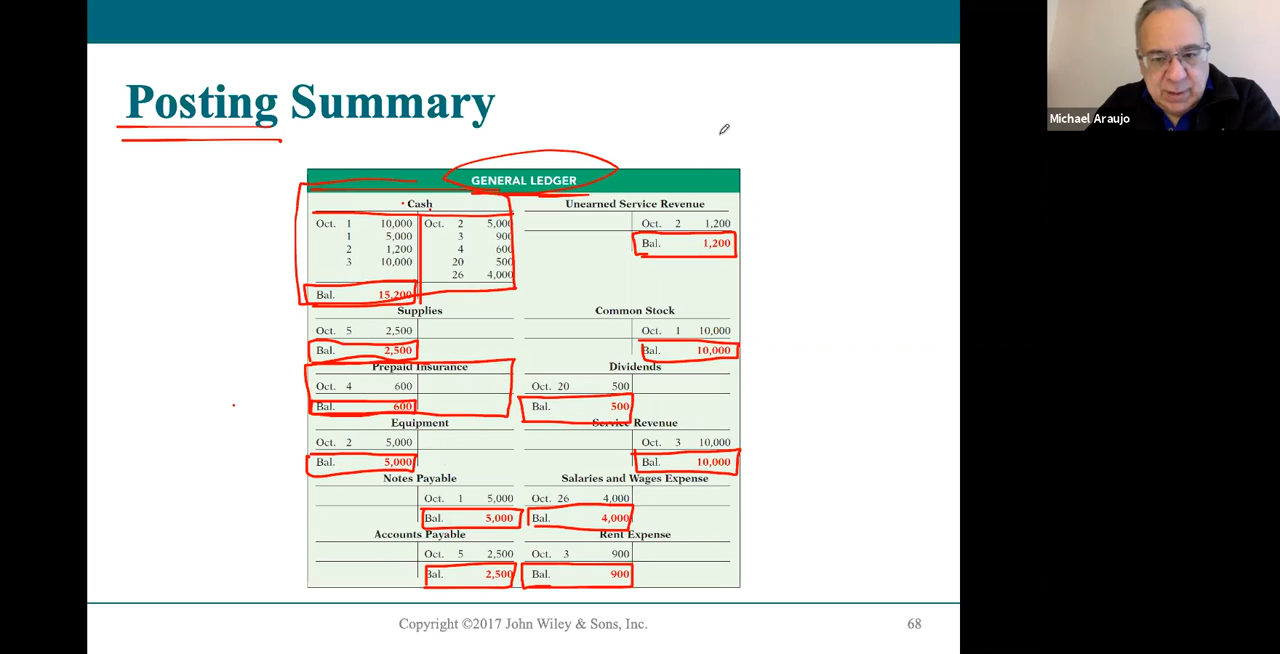 Posting Summary
Michael Araujo
GENERAL LEDGER
Cash
Oct. 1 10,000 Oct. 2 5,000
1 5,000 3 900
2 1,200 4 600
3 10,000 20 500
26 4,000
Bal. 15,200
Supplies
Oct. 5 2,500
Bal. 2,500
Prepaid Insurance
Oct. 4 600
Bal. 600
Equipment
Oct. 2 5,000
Bal. 5,000
Notes Payable
Oct. 1 5,000
Bal. 5,000
Accounts Payable
Oct. 5 2,500
Bal. 2,500
Unearned Service Revenue
Oct. 2 1,200
Bal. 1,200
Common Stock
Oct. 1 10,000
Bal. 10,000
Dividends
Oct. 20 500
Bal. 500
Service Revenue
Oct. 3 10,000
Bal. 10,000
Salaries and Wages Expense
Oct. 26 4,000
Bal. 4,000
Rent Expense
Oct. 3 900
Bal. 900
Copyright ©2017 John Wiley & Sons, Inc.
68